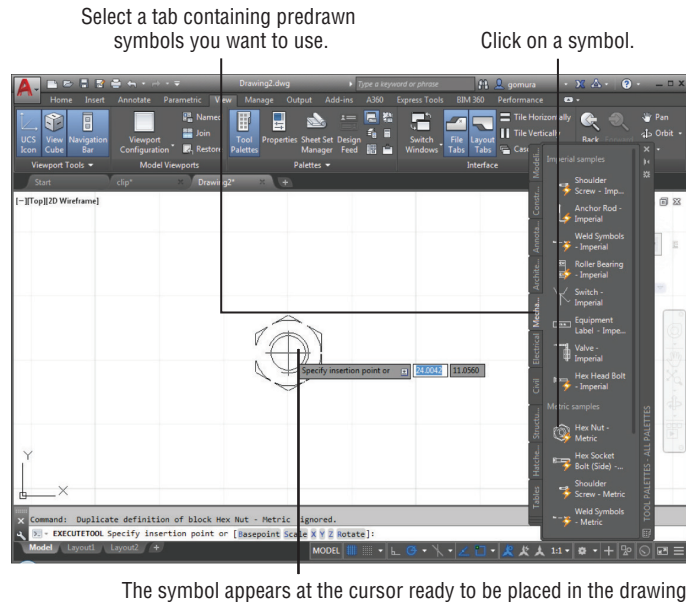 Select a tab containing predrawn
symbols you want to use.
Click on a symbol.
Drawing2.dwg
Type a keyword or phrase
gomura
Home Insert Annotate Parametric View Manage Output Add-ins A360 Express Tools BIM 360 Performance
UCS Icon
View Cube
Navigation Bar
Viewport Configuration
Named
Join
Restore
Tool Palettes
Properties
Sheet Set Manager
Design Feed
Switch Windows
File Tabs
Layout Tabs
Tile Horizontally
Tile Vertically
Back
Pan
Orbit
Viewport Tools
Model Viewports
Palettes
Interface
Start
clip*
Drawing2*
[−][Top][2D Wireframe]
Model...
Constr...
Annota...
Archite...
Mecha...
Electrical
Civil
Structu...
Hatche...
Tables
Imperial samples
Shoulder
Screw - Imp...
Anchor Rod -
Imperial
Weld Symbols
- Imperial
Roller Bearing
- Imperial
Switch -
Imperial
Equipment
Label - Impe...
Valve -
Imperial
Hex Head Bolt
- Imperial
Metric samples
Hex Nut -
Metric
Hex Socket
Bolt (Side) -...
Shoulder
Screw - Metric
Weld Symbols
- Metric
TOOL PALETTES - ALL PALETTES
Specify insertion point or
24.0042
11.0560
Y
X
Command: Duplicate definition of block Hex Nut - Metric ignored.
- EXECUTETOOL Specify insertion point or [Basepoint Scale X Y Z Rotate]:
Model Layout1 Layout2 +
MODEL
1:1
The symbol appears at the cursor ready to be placed in the drawing